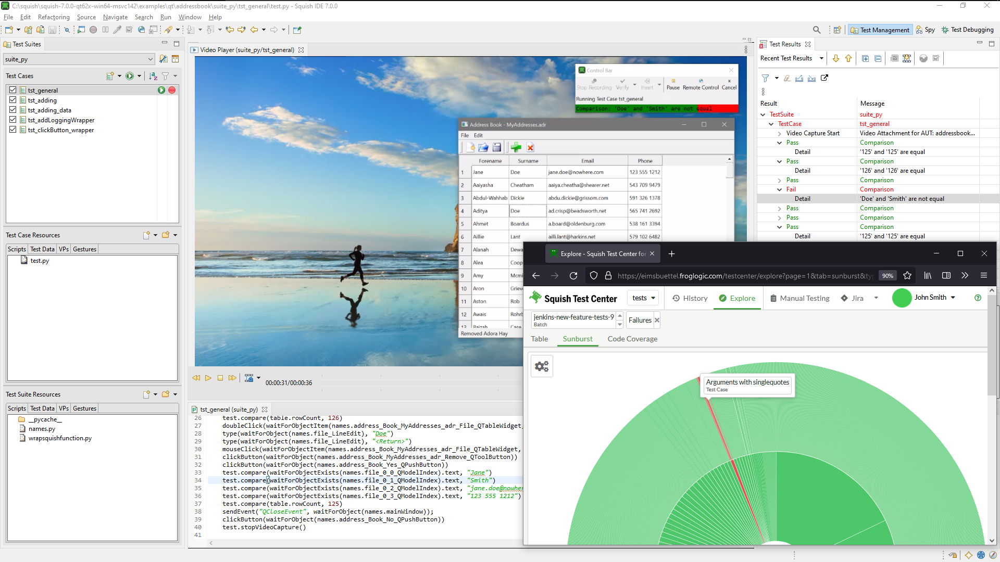 C:\squish\squish-7.0.0-qt62x-win64-msvc142\examples\qt\addressbook\suite_py\tst_general\test.py - Squish IDE 7.0.0
File Edit Refactoring Source Navigate Search Run Window Help
Test Management Spy Test Debugging
Test Suites
suite_py
Test Cases
tst_general
tst_adding
tst_adding_data
tst_addLoggingWrapper
tst_clickButton_wrapper
Test Case Resources
Scripts Test Data VPs Gestures
test.py
Test Suite Resources
Scripts Test Data VPs Gestures
__pycache__
names.py
wrapsquishfunction.py
Video Player (suite_py/tst_general)
Control Bar
Stop Recording Verify Insert Pause Remote Control Cancel
Running Test Case tst_general
Comparison: 'Doe' and 'Smith' are not equal
Address Book - MyAddresses.adr
File Edit
Forename Surname Email Phone
1 Jane Doe jane.doe@nowhere.com 123 555 1212
2 Aaiyasha Cheatham aaiya.cheatha@shearer.net 543 709 9479
3 Abdul-Wahhab Dickie abdu.dickie@grissom.com 591 326 1378
4 Aditya Doe ad.crisp@beadsworth.net 565 741 2692
5 Ahmet Boardus a.board@oldenburg.com 538 161 3394
6 Aillie Lant ailli.lant@harkins.net 579 102 6482
7 Alanah Dewa
8 Alea Coop
9 Amy Mcmi
10 Aron Griev
11 Aston Rob
12 Awais Rohrb
13 Baizah Case
Removed Adora Hay
00:00:31/00:00:36
tst_general (suite_py)
26 test.compare(table.rowCount, 126)
27 doubleClick(waitForObjectItem(names.address_Book_MyAddresses_adr_File_QTableWidget,
28 type(waitForObject(names.file_LineEdit), "Doe")
29 type(waitForObject(names.file_LineEdit), "<Return>")
30 mouseClick(waitForObjectItem(names.address_Book_MyAddresses_adr_File_QTableWidget,
31 clickButton(waitForObject(names.address_Book_MyAddresses_adr_Remove_QToolButton))
32 clickButton(waitForObject(names.address_Book_Yes_QPushButton))
33 test.compare(waitForObjectExists(names.file_0_0_QModelIndex).text, "Jane")
34 test.compare(waitForObjectExists(names.file_0_1_QModelIndex).text, "Smith")
35 test.compare(waitForObjectExists(names.file_0_2_QModelIndex).text, "jane.doe@nowher
36 test.compare(waitForObjectExists(names.file_0_3_QModelIndex).text, "123 555 1212")
37 test.compare(table.rowCount, 125)
38 sendEvent("QCloseEvent", waitForObject(names.mainWindow));
39 clickButton(waitForObject(names.address_Book_No_QPushButton))
40 test.stopVideoCapture()
41
Test Results
Recent Test Results
Result Message
TestSuite suite_py
TestCase tst_general
Video Capture Start Video Attachment for AUT: addressbook...
Pass Comparison
Detail '125' and '125' are equal
Pass Comparison
Detail '126' and '126' are equal
Pass Comparison
Fail Comparison
Detail 'Doe' and 'Smith' are not equal
Pass Comparison
Pass Comparison
Pass Comparison
Detail '125' and '125' are equal
Explore - Squish Test Center for
https://eimsbuettel.froglogic.com/testcenter/explore?page=1&tab=sunburst&typ 90%
Squish Test Center tests History Explore Manual Testing Jira John Smith
jenkins-new-feature-tests-9
Batch
Failures
Table Sunburst Code Coverage
Arguments with singlequotes
Test Case